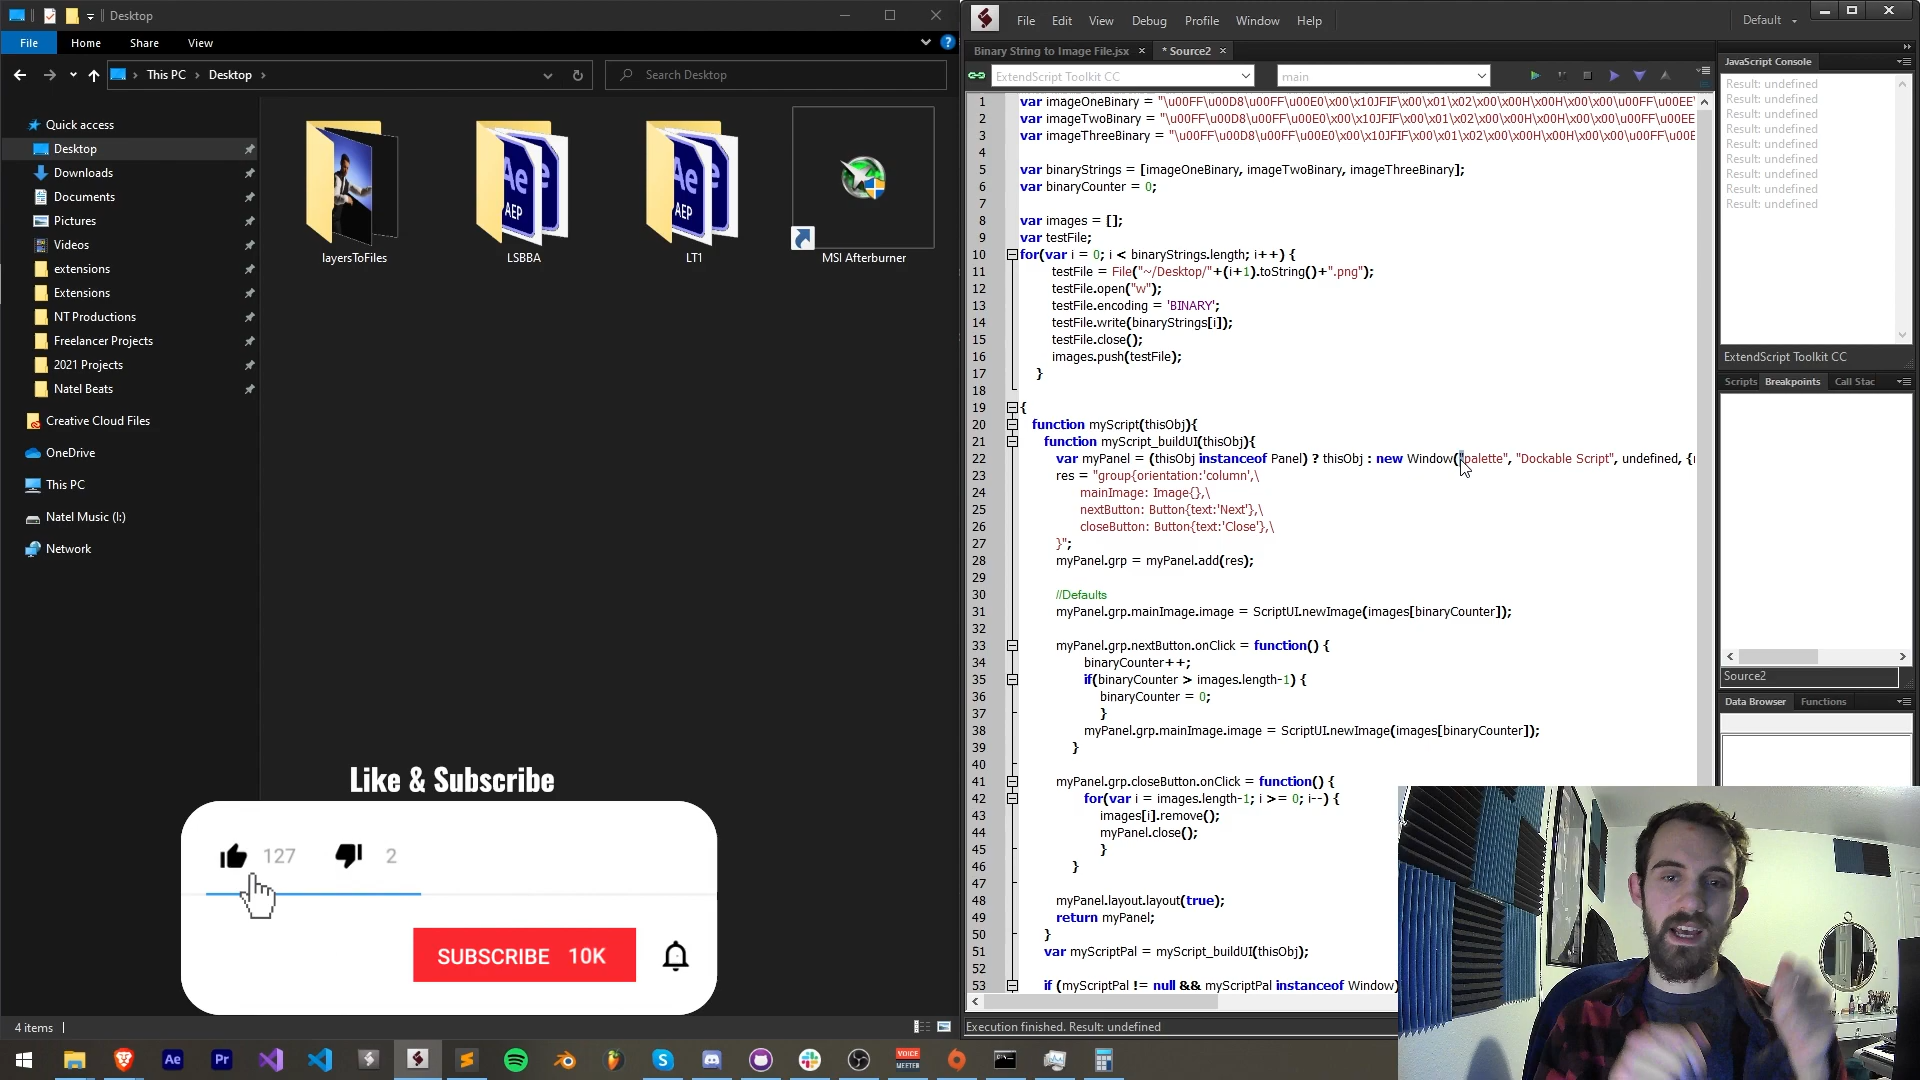 Desktop
File Home Share View
This PC Desktop
Search Desktop
Quick access
Desktop
Downloads
Documents
Pictures
Videos
extensions
Extensions
NT Productions
Freelancer Projects
2021 Projects
Natel Beats
Creative Cloud Files
OneDrive
This PC
Natel Music (I:)
Network
layersToFiles
LSBBA
LT1
MSI Afterburner
Ae
AEP
Ae
AEP
Like & Subscribe
127 2
SUBSCRIBE 10K
4 items
File Edit View Debug Profile Window Help
Default
Binary String to Image File.jsx
* Source2
ExtendScript Toolkit CC
main
1 var imageOneBinary = "\u00FF\u00D8\u00FF\u00E0\x00\x10JFIF\x00\x01\x02\x00\x00H\x00H\x00\x00\u00FF\u00EE\
2 var imageTwoBinary = "\u00FF\u00D8\u00FF\u00E0\x00\x10JFIF\x00\x01\x02\x00\x00H\x00H\x00\x00\u00FF\u00EE
3 var imageThreeBinary = "\u00FF\u00D8\u00FF\u00E0\x00\x10JFIF\x00\x01\x02\x00\x00H\x00H\x00\x00\u00FF\u00E
4
5 var binaryStrings = [imageOneBinary, imageTwoBinary, imageThreeBinary];
6 var binaryCounter = 0;
7
8 var images = [];
9 var testFile;
10 for(var i = 0; i < binaryStrings.length; i++) {
11 testFile = File("~/Desktop/"+(i+1).toString()+".png");
12 testFile.open("w");
13 testFile.encoding = 'BINARY';
14 testFile.write(binaryStrings[i]);
15 testFile.close();
16 images.push(testFile);
17 }
18
19 {
20 function myScript(thisObj){
21 function myScript_buildUI(thisObj){
22 var myPanel = (thisObj instanceof Panel) ? thisObj : new Window("palette", "Dockable Script", undefined, {r
23 res = "group{orientation:'column',\
24 mainImage: Image{},\
25 nextButton: Button{text:'Next'},\
26 closeButton: Button{text:'Close'},\
27 }";
28 myPanel.grp = myPanel.add(res);
29
30 //Defaults
31 myPanel.grp.mainImage.image = ScriptUI.newImage(images[binaryCounter]);
32
33 myPanel.grp.nextButton.onClick = function() {
34 binaryCounter++;
35 if(binaryCounter > images.length-1) {
36 binaryCounter = 0;
37 }
38 myPanel.grp.mainImage.image = ScriptUI.newImage(images[binaryCounter]);
39 }
40
41 myPanel.grp.closeButton.onClick = function() {
42 for(var i = images.length-1; i >= 0; i--) {
43 images[i].remove();
44 myPanel.close();
45 }
46 }
47
48 myPanel.layout.layout(true);
49 return myPanel;
50 }
51 var myScriptPal = myScript_buildUI(thisObj);
52
53 if (myScriptPal != null && myScriptPal instanceof Window)
Execution finished. Result: undefined
JavaScript Console
Result: undefined
Result: undefined
Result: undefined
Result: undefined
Result: undefined
Result: undefined
Result: undefined
Result: undefined
Result: undefined
ExtendScript Toolkit CC
Scripts Breakpoints Call Stac
Source2
Data Browser Functions
Ae Pr
VOICE
MEETER